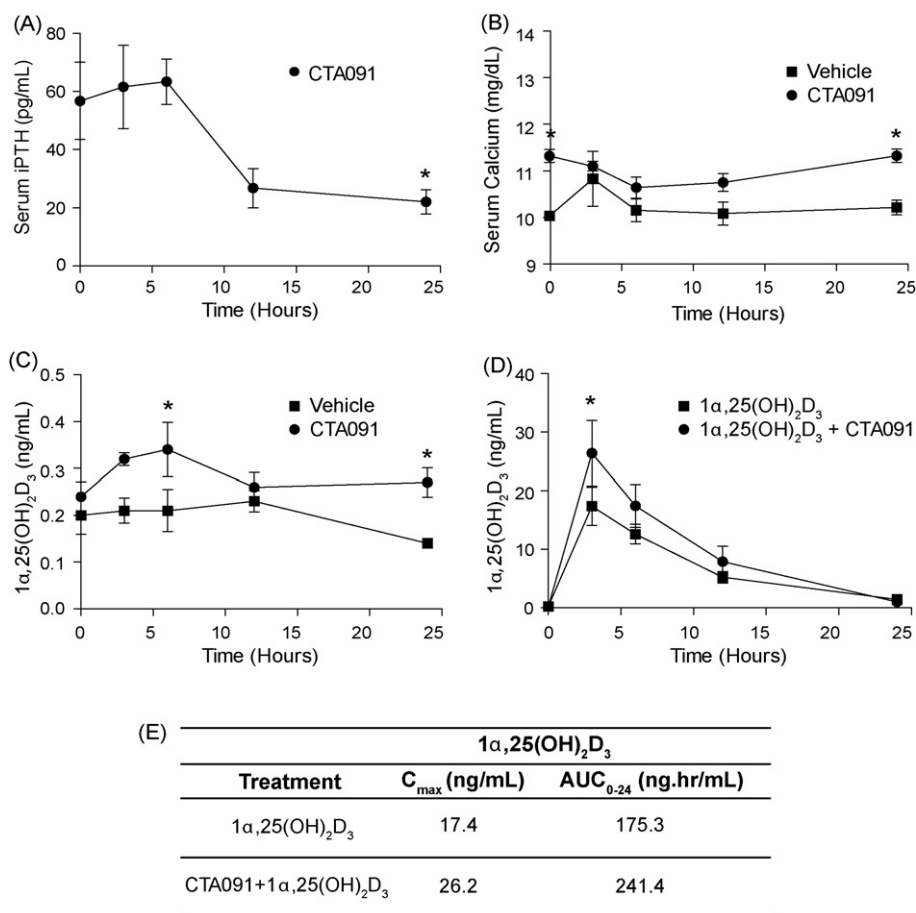 (A)
Serum iPTH (pg/mL)
80
60
40
20
0
CTA091
*
0 5 10 15 20 25
Time (Hours)
(B)
Serum Calcium (mg/dL)
14
13
12
11
10
9
Vehicle
CTA091
* *
0 5 10 15 20 25
Time (Hours)
(C)
1α,25(OH)₂D₃ (ng/mL)
0.5
0.4
0.3
0.2
0.1
0.0
Vehicle
CTA091
* *
0 5 10 15 20 25
Time (Hours)
(D)
1α,25(OH)₂D₃ (ng/mL)
40
30
20
10
0
1α,25(OH)₂D₃
1α,25(OH)₂D₃ + CTA091
*
0 5 10 15 20 25
Time (Hours)
(E)
1α,25(OH)₂D₃
Treatment Cmax (ng/mL) AUC₀₋₂₄ (ng.hr/mL)
1α,25(OH)₂D₃ 17.4 175.3
CTA091+1α,25(OH)₂D₃ 26.2 241.4